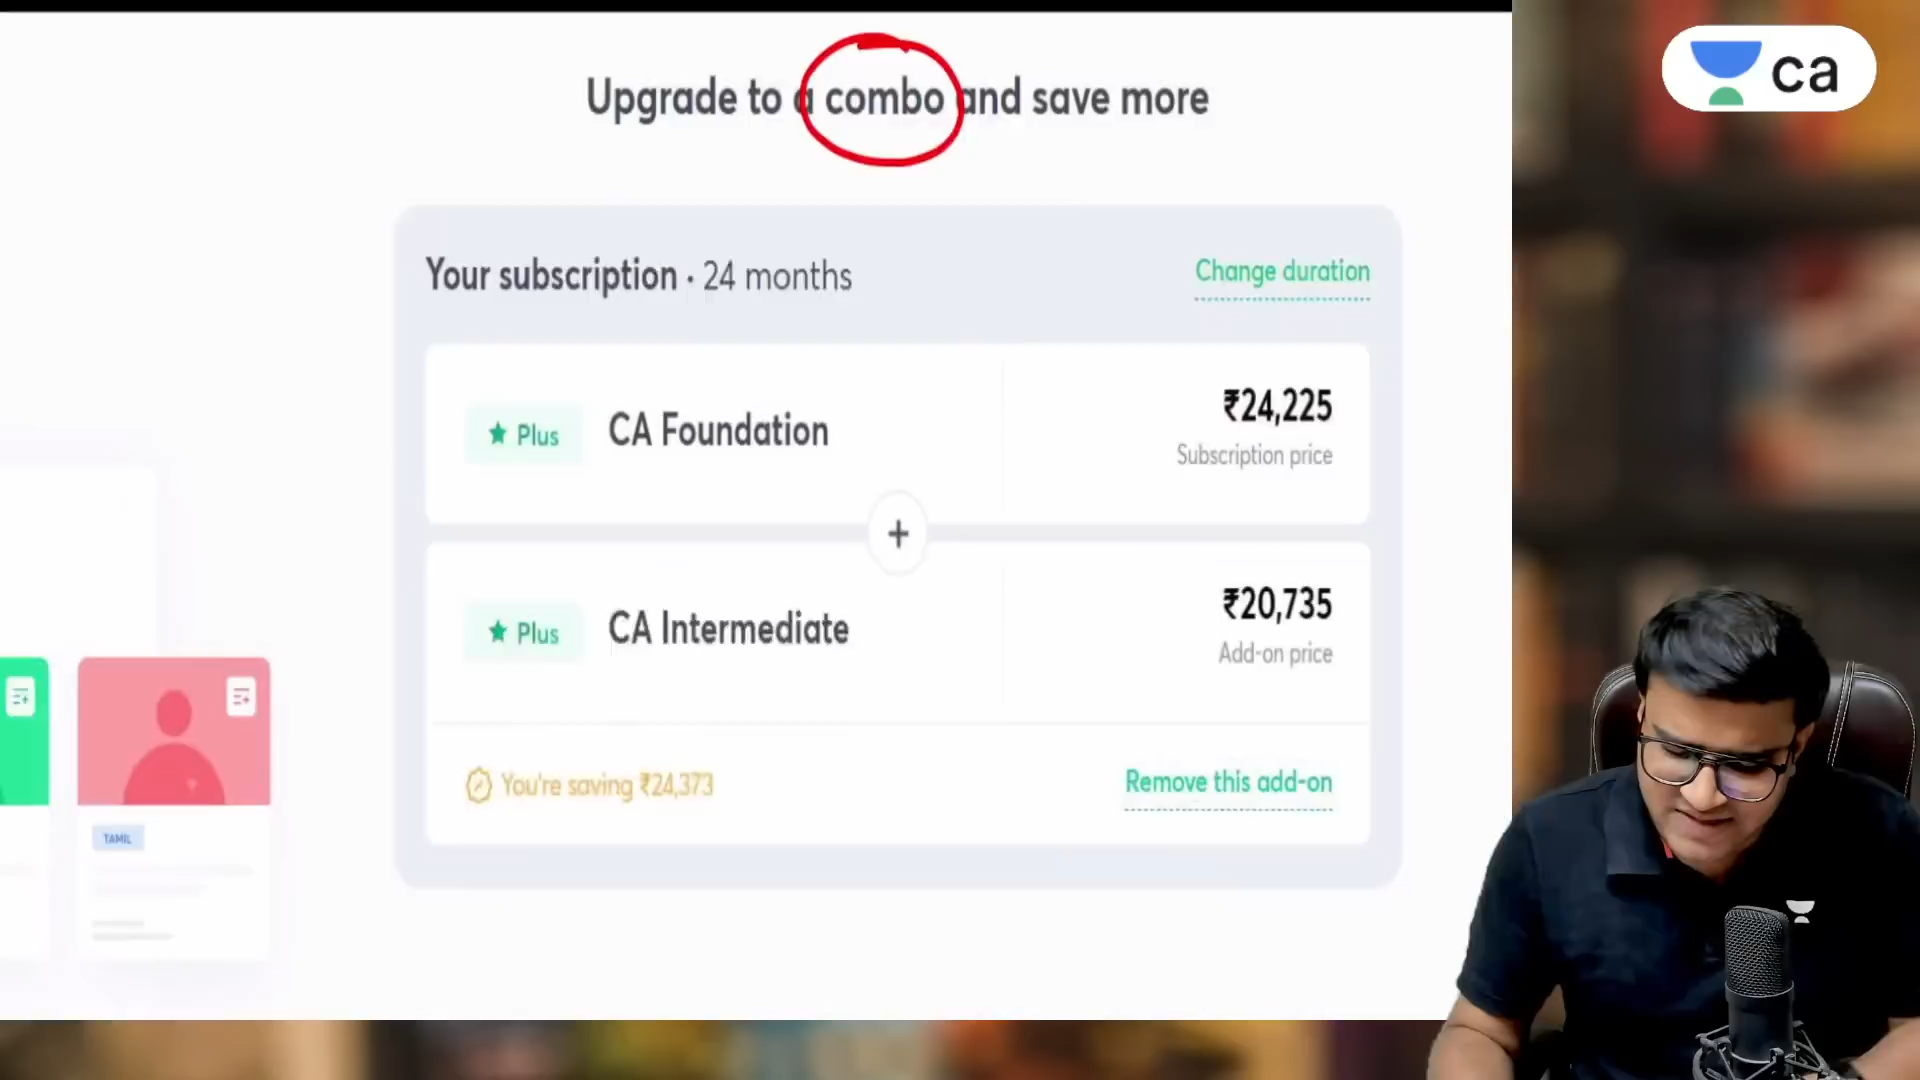 Upgrade to a combo and save more
ca
Your subscription · 24 months
Change duration
Plus
CA Foundation
₹24,225
Subscription price
+
Plus
CA Intermediate
₹20,735
Add-on price
You're saving ₹24,373
Remove this add-on
TAMIL